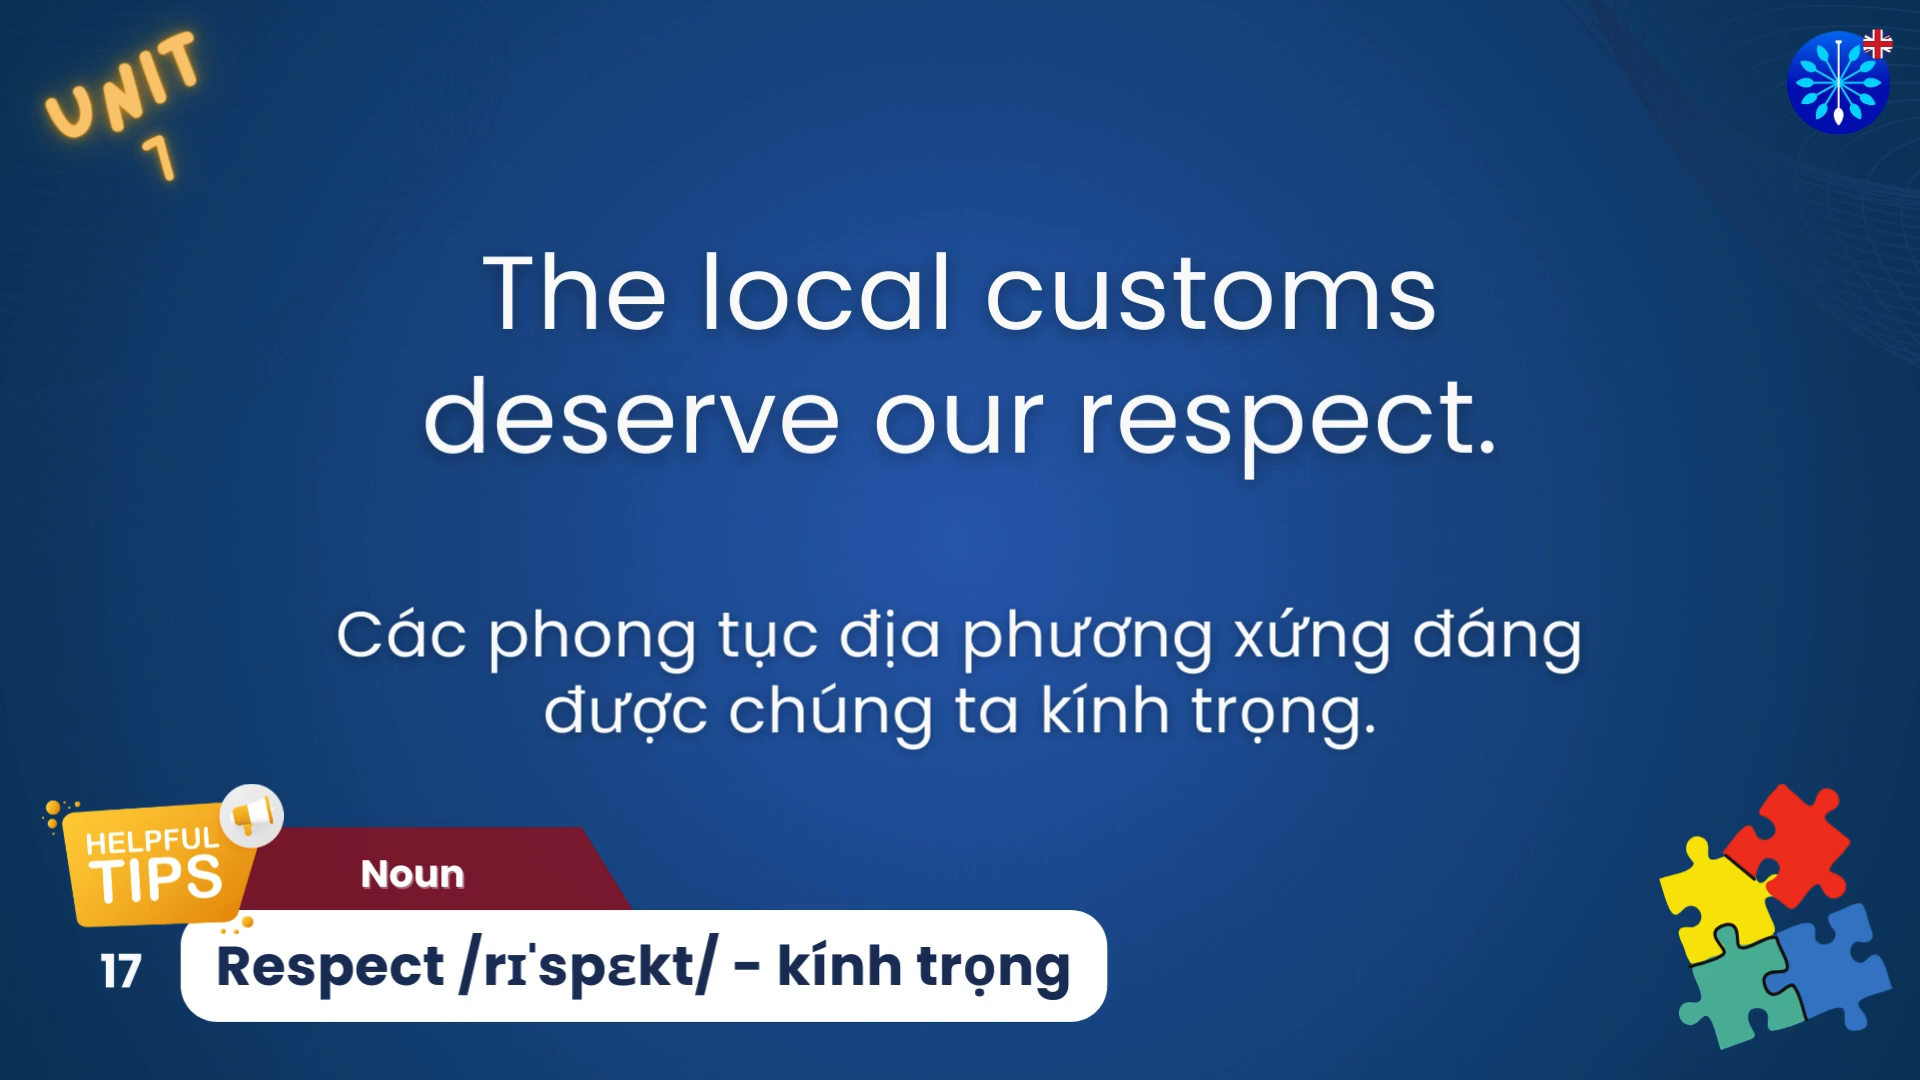 UNIT
1
The local customs
deserve our respect.
Các phong tục địa phương xứng đáng
được chúng ta kính trọng.
HELPFUL
TIPS
Noun
17
Respect /rɪˈspɛkt/ - kính trọng